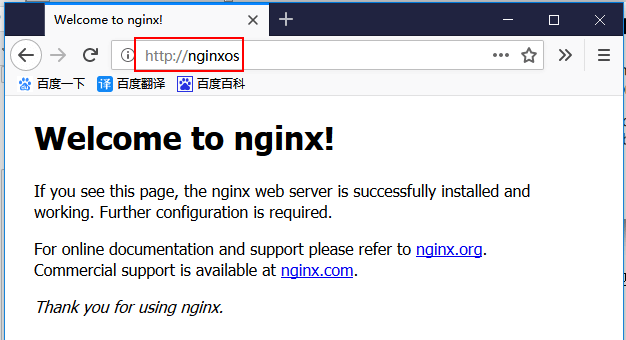 Welcome to nginx!
http://nginxos
百度一下 译 百度翻译 百度百科
Welcome to nginx!
If you see this page, the nginx web server is successfully installed and
working. Further configuration is required.
For online documentation and support please refer to nginx.org.
Commercial support is available at nginx.com.
Thank you for using nginx.